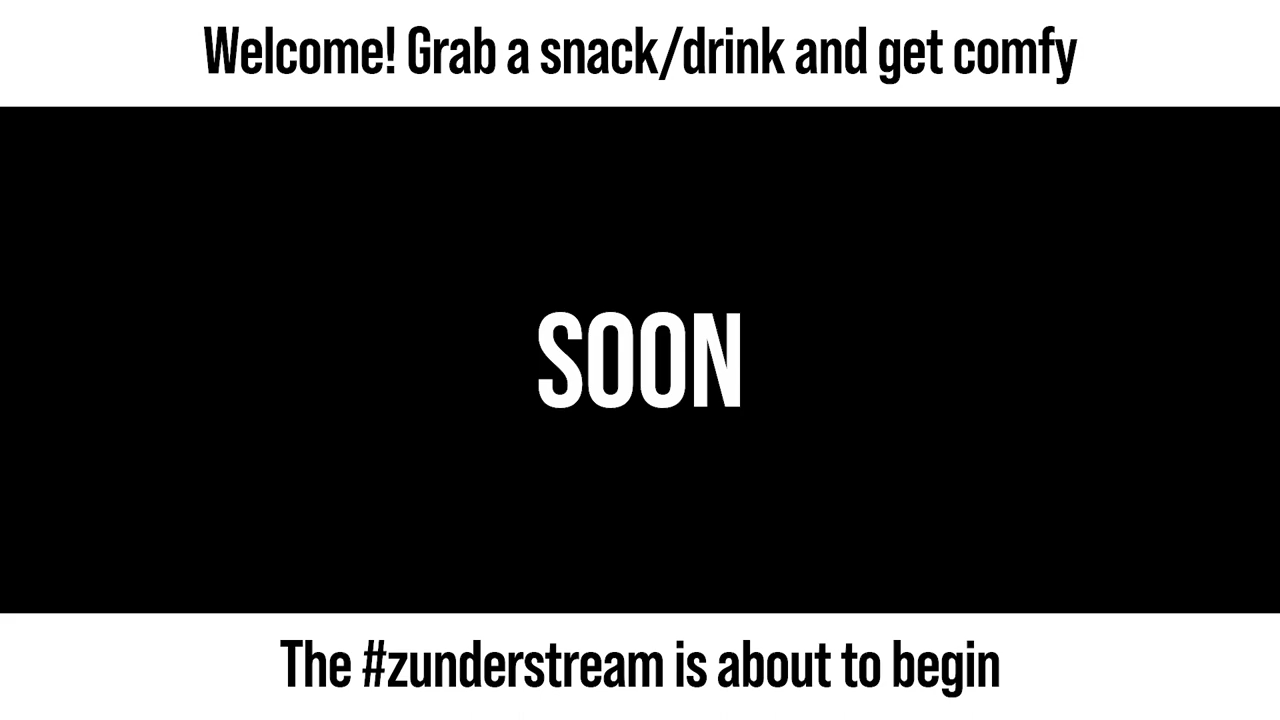 Welcome! Grab a snack/drink and get comfy
SOON
The #zunderstream is about to begin